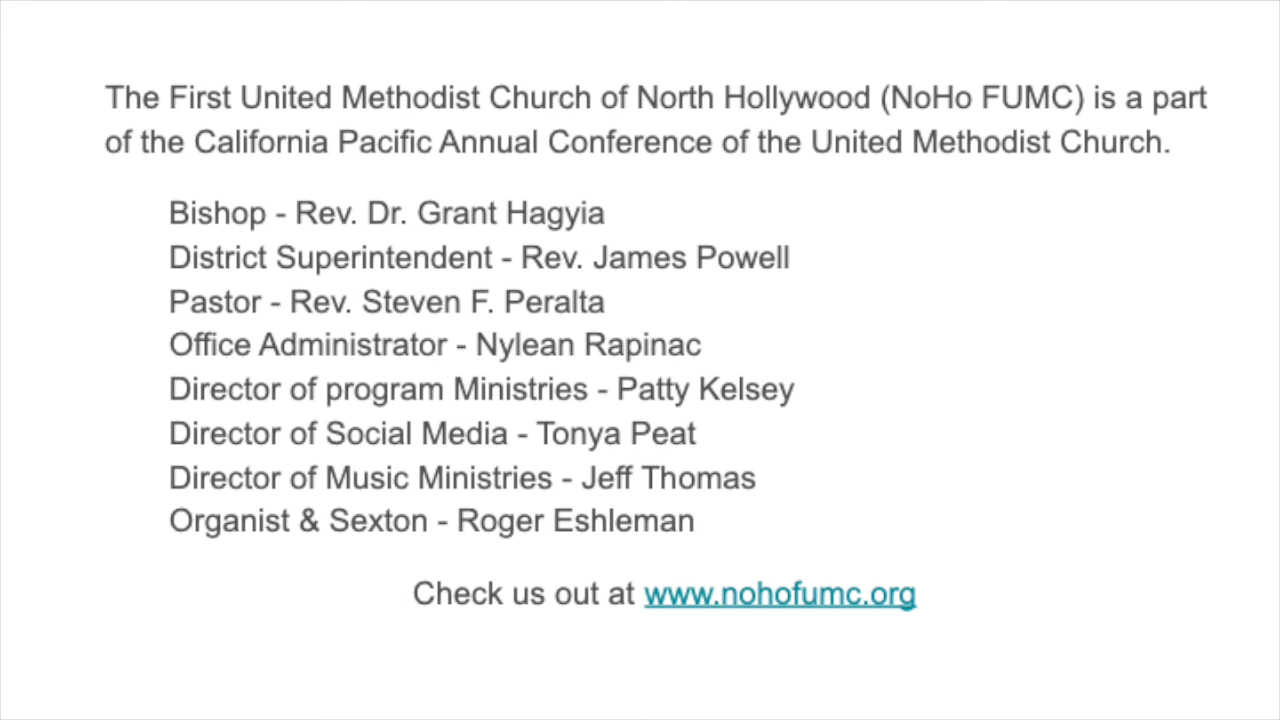 The First United Methodist Church of North Hollywood (NoHo FUMC) is a part
of the California Pacific Annual Conference of the United Methodist Church.
Bishop - Rev. Dr. Grant Hagyia
District Superintendent - Rev. James Powell
Pastor - Rev. Steven F. Peralta
Office Administrator - Nylean Rapinac
Director of program Ministries - Patty Kelsey
Director of Social Media - Tonya Peat
Director of Music Ministries - Jeff Thomas
Organist & Sexton - Roger Eshleman
Check us out at www.nohofumc.org